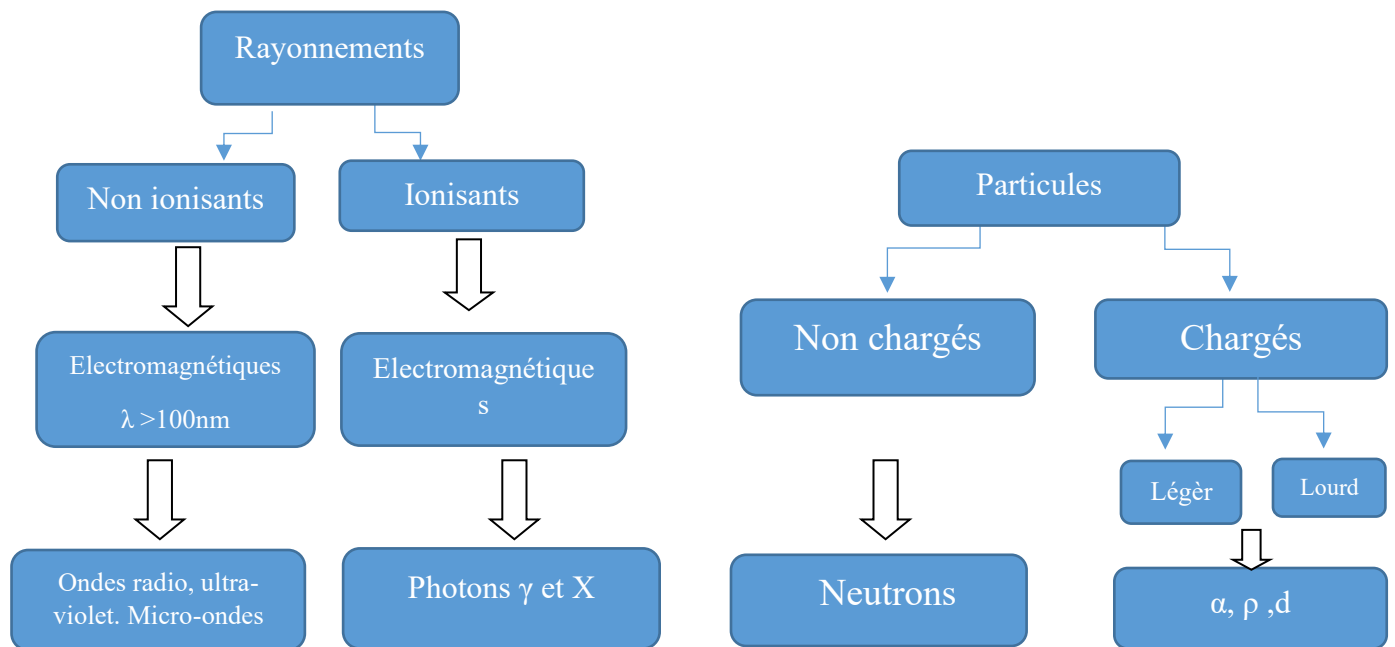 Rayonnements
Non ionisants
Ionisants
Electromagnétiques
λ >100nm
Electromagnétique
s
Ondes radio, ultra-
violet. Micro-ondes
Photons γ et X
Particules
Non chargés
Chargés
Légèr
Lourd
Neutrons
α, ρ ,d